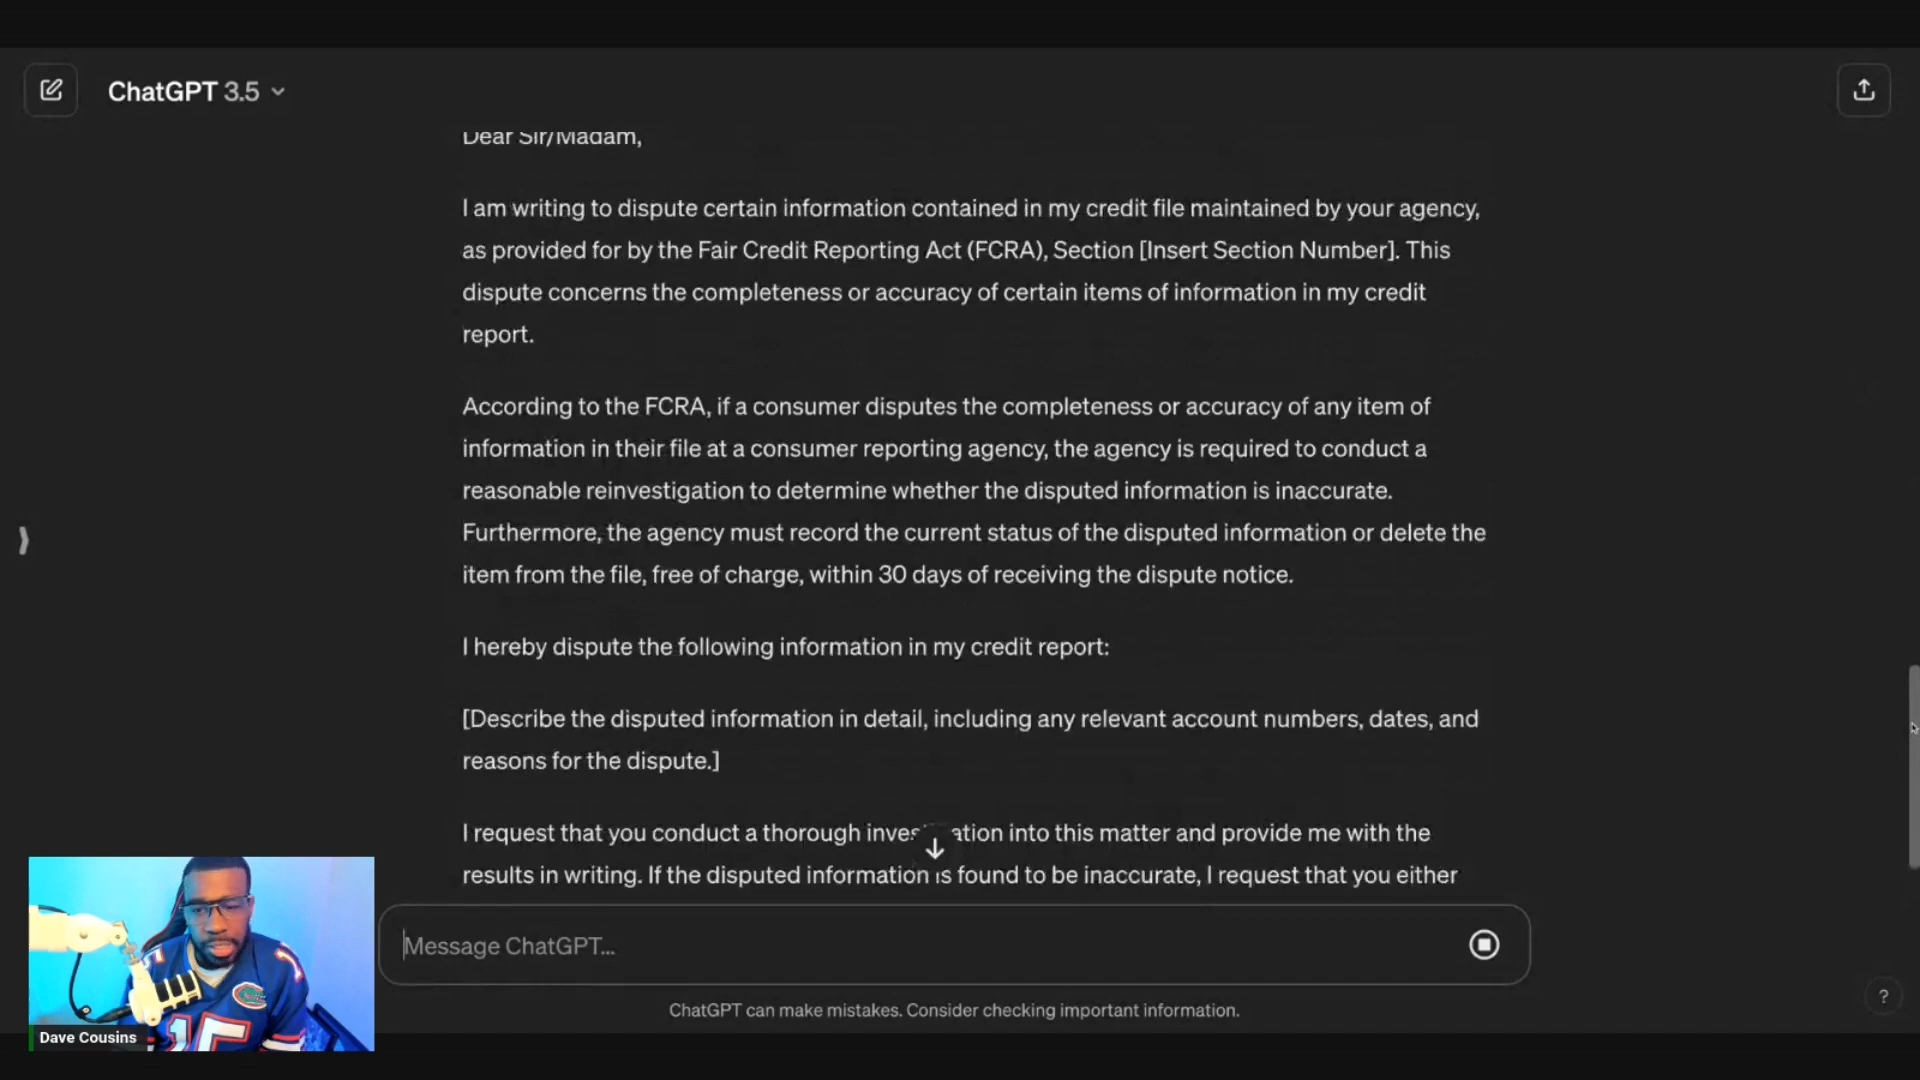 ChatGPT 3.5
Dear Sir/Madam,
I am writing to dispute certain information contained in my credit file maintained by your agency,
as provided for by the Fair Credit Reporting Act (FCRA), Section [Insert Section Number]. This
dispute concerns the completeness or accuracy of certain items of information in my credit
report.
According to the FCRA, if a consumer disputes the completeness or accuracy of any item of
information in their file at a consumer reporting agency, the agency is required to conduct a
reasonable reinvestigation to determine whether the disputed information is inaccurate.
Furthermore, the agency must record the current status of the disputed information or delete the
item from the file, free of charge, within 30 days of receiving the dispute notice.
I hereby dispute the following information in my credit report:
[Describe the disputed information in detail, including any relevant account numbers, dates, and
reasons for the dispute.]
I request that you conduct a thorough investigation into this matter and provide me with the
results in writing. If the disputed information is found to be inaccurate, I request that you either
Message ChatGPT...
ChatGPT can make mistakes. Consider checking important information.
?
Dave Cousins
15